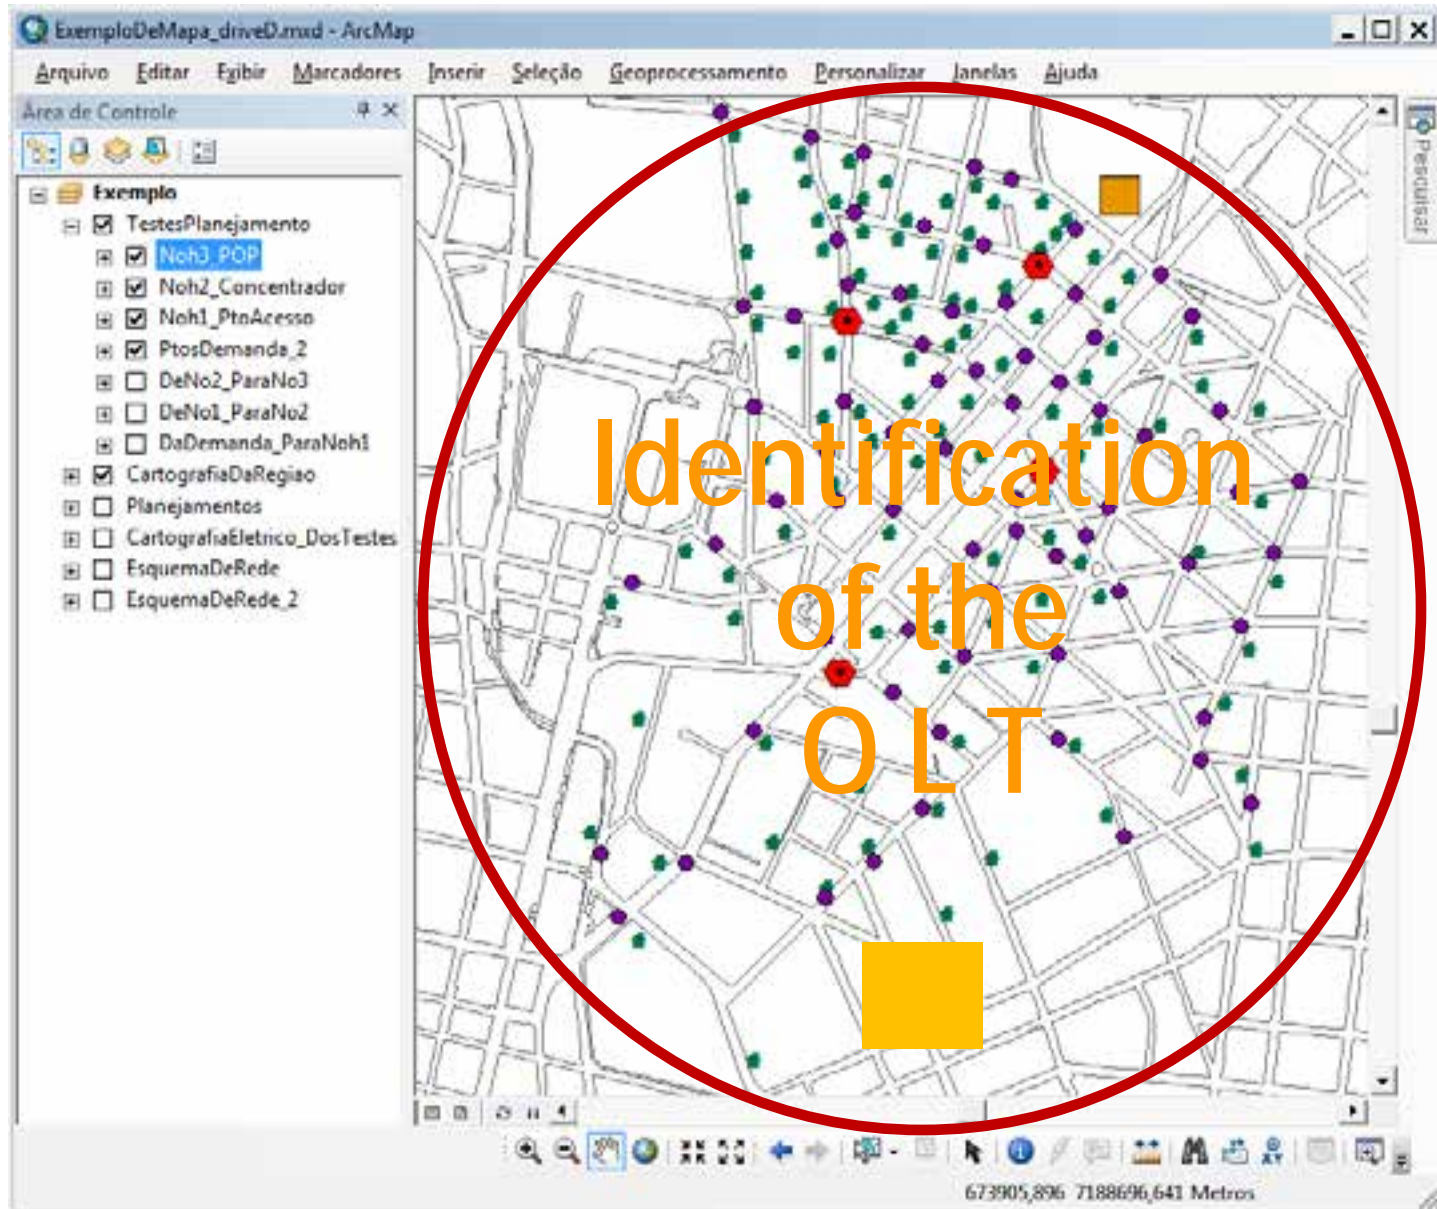 ExemploDeMapa_driveD.mxd - ArcMap
Arquivo Editar Exibir Marcadores Inserir Seleção Geoprocessamento Personalizar Janelas Ajuda
Área de Controle
Pesquisar
Exemplo
TestesPlanejamento
Noh3_POP
Noh2_Concentrador
Noh1_PtoAcesso
PtosDemanda_2
DeNo2_ParaNo3
DeNo1_ParaNo2
DaDemanda_ParaNoh1
CartografiaDaRegiao
Planejamentos
CartografiaEletrico_DosTestes
EsquemaDeRede
EsquemaDeRede_2
Identification
of the
O L T
673905,896 7188696,641 Metros